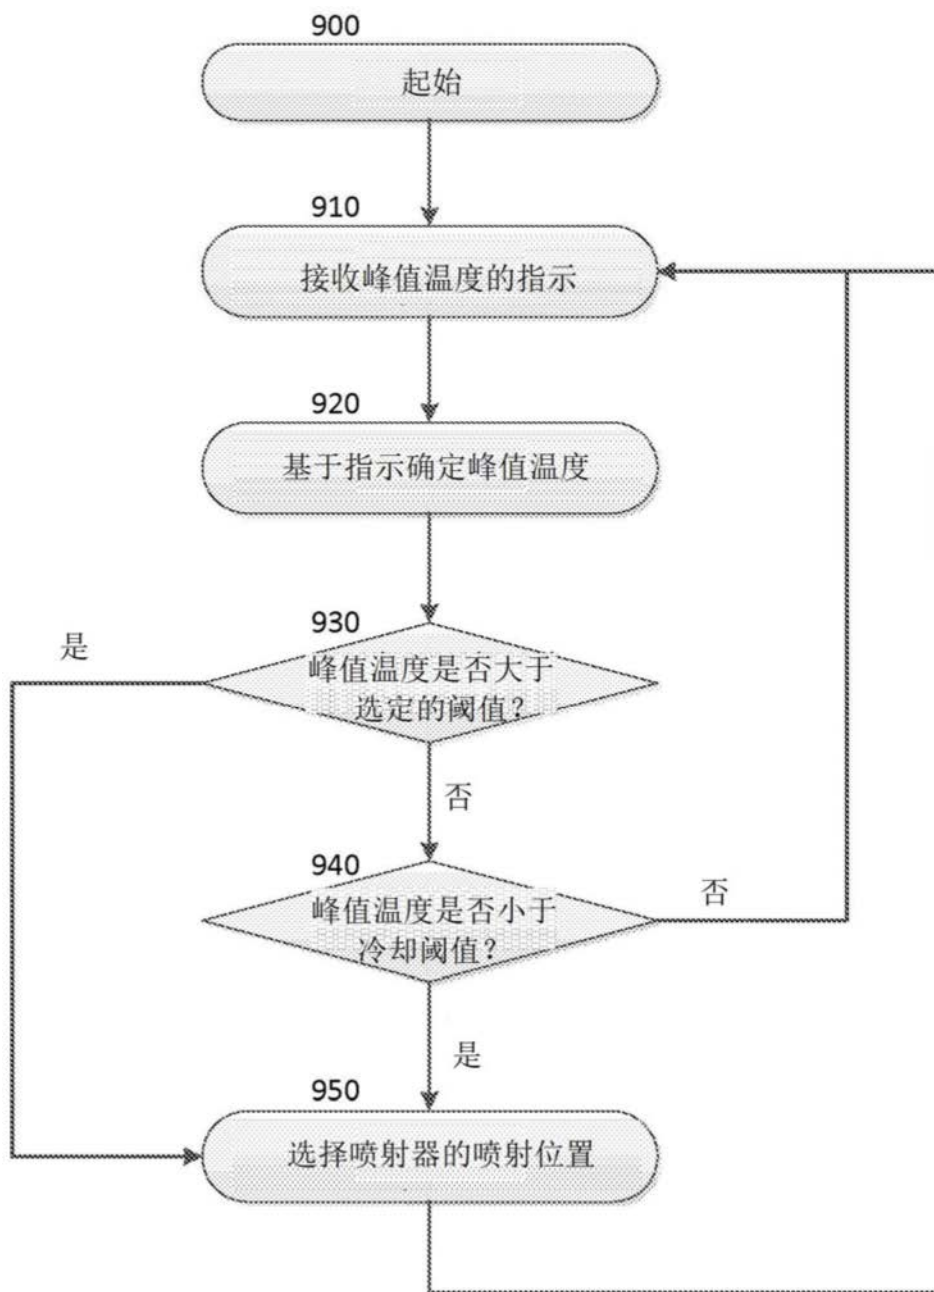 900
起始
910
接收峰值温度的指示
920
基于指示确定峰值温度
930
是
峰值温度是否大于
选定的阈值?
否
940
峰值温度是否小于
冷却阈值?
否
是
950
选择喷射器的喷射位置